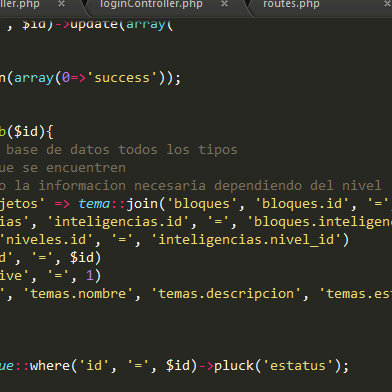 ller.php × loginController.php × routes.php
', $id)->update(array(
n(array(0=>'success'));
b($id){
base de datos todos los tipos
que se encuentren
o la informacion necesaria dependiendo del nivel
jetos' => tema::join('bloques', 'bloques.id', '=',
ias', 'inteligencias.id', '=', 'bloques.inteligen
'niveles.id', '=', 'inteligencias.nivel_id')
d', '=', $id)
ive', '=', 1)
', 'temas.nombre', 'temas.descripcion', 'temas.es
ue::where('id', '=', $id)->pluck('estatus');